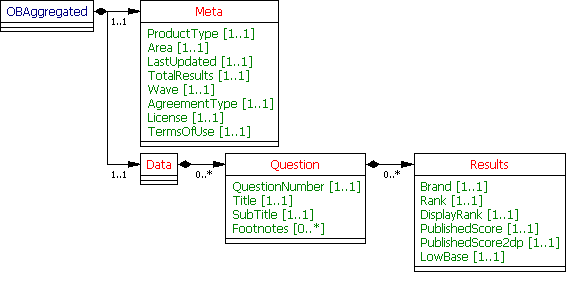 OBAggregated
1..1
Meta
ProductType [1..1]
Area [1..1]
LastUpdated [1..1]
TotalResults [1..1]
Wave [1..1]
AgreementType [1..1]
License [1..1]
TermsOfUse [1..1]
1..1
Data
0..*
Question
QuestionNumber [1..1]
Title [1..1]
SubTitle [1..1]
Footnotes [0..*]
0..*
Results
Brand [1..1]
Rank [1..1]
DisplayRank [1..1]
PublishedScore [1..1]
PublishedScore2dp [1..1]
LowBase [1..1]